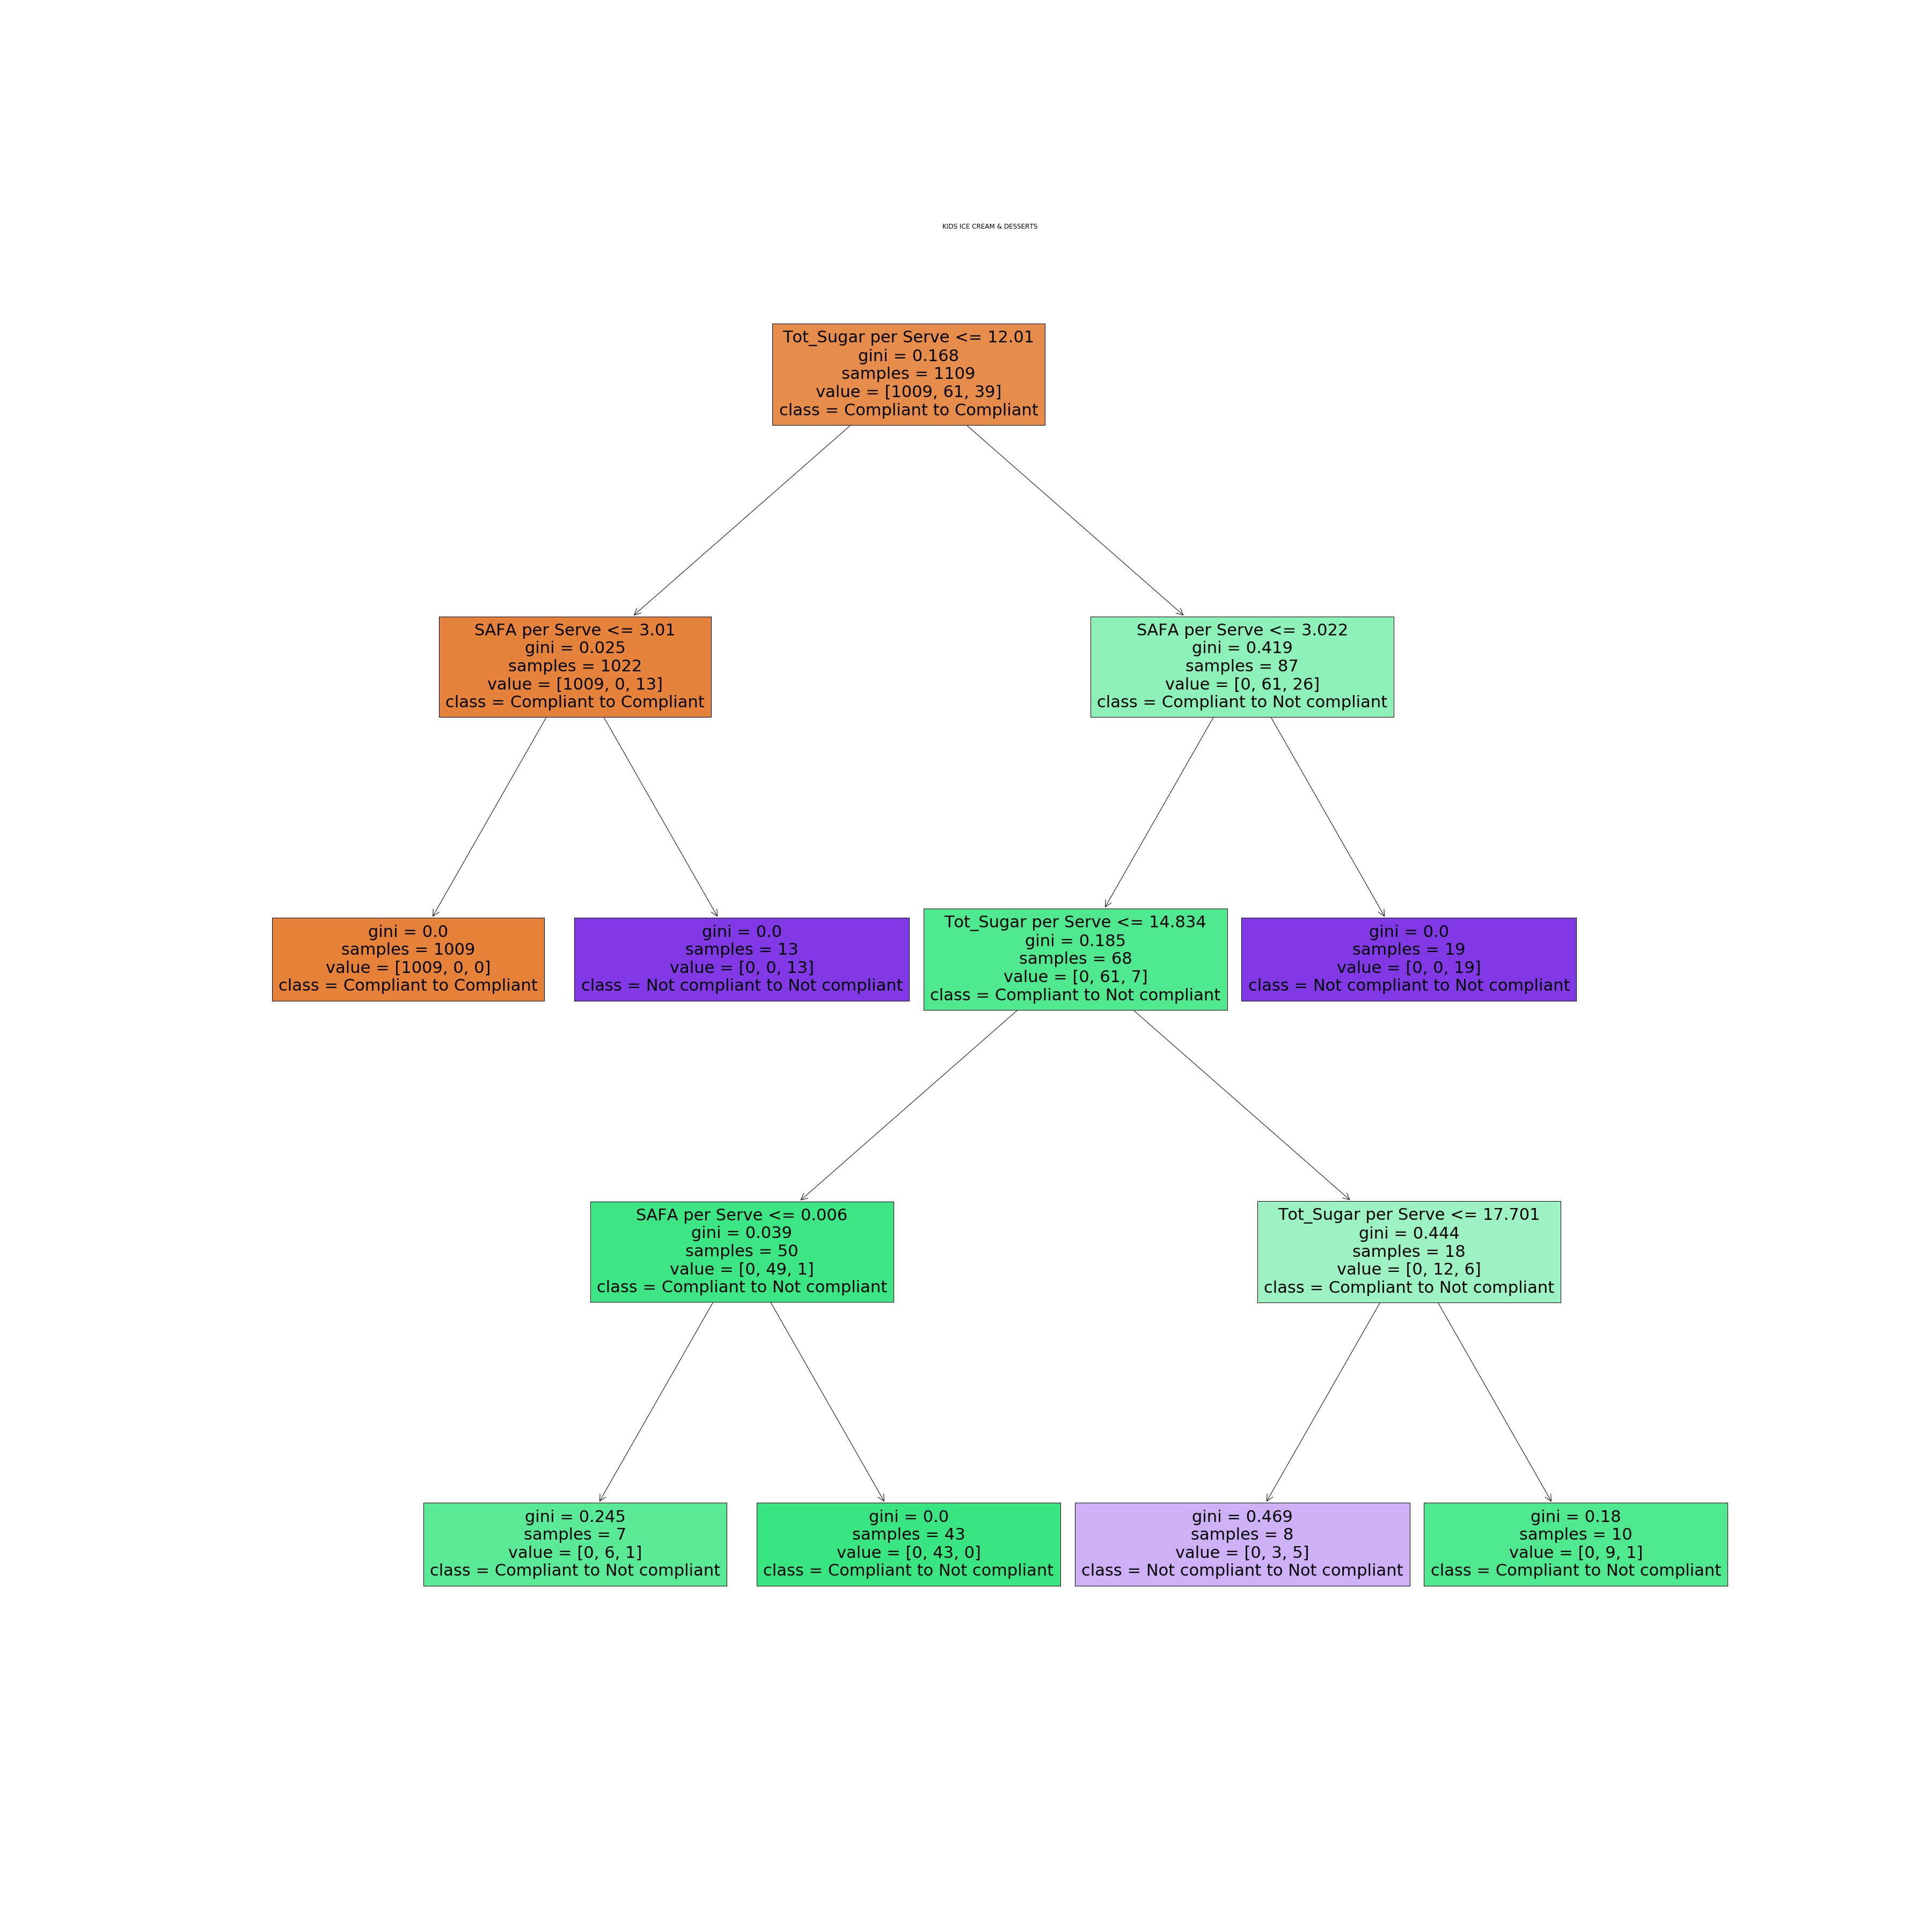 KIDS ICE CREAM & DESSERTS
Tot_Sugar per Serve <= 12.01
gini = 0.168
samples = 1109
value = [1009, 61, 39]
class = Compliant to Compliant
SAFA per Serve <= 3.01
gini = 0.025
samples = 1022
value = [1009, 0, 13]
class = Compliant to Compliant
SAFA per Serve <= 3.022
gini = 0.419
samples = 87
value = [0, 61, 26]
class = Compliant to Not compliant
gini = 0.0
samples = 1009
value = [1009, 0, 0]
class = Compliant to Compliant
gini = 0.0
samples = 13
value = [0, 0, 13]
class = Not compliant to Not compliant
Tot_Sugar per Serve <= 14.834
gini = 0.185
samples = 68
value = [0, 61, 7]
class = Compliant to Not compliant
gini = 0.0
samples = 19
value = [0, 0, 19]
class = Not compliant to Not compliant
SAFA per Serve <= 0.006
gini = 0.039
samples = 50
value = [0, 49, 1]
class = Compliant to Not compliant
Tot_Sugar per Serve <= 17.701
gini = 0.444
samples = 18
value = [0, 12, 6]
class = Compliant to Not compliant
gini = 0.245
samples = 7
value = [0, 6, 1]
class = Compliant to Not compliant
gini = 0.0
samples = 43
value = [0, 43, 0]
class = Compliant to Not compliant
gini = 0.469
samples = 8
value = [0, 3, 5]
class = Not compliant to Not compliant
gini = 0.18
samples = 10
value = [0, 9, 1]
class = Compliant to Not compliant